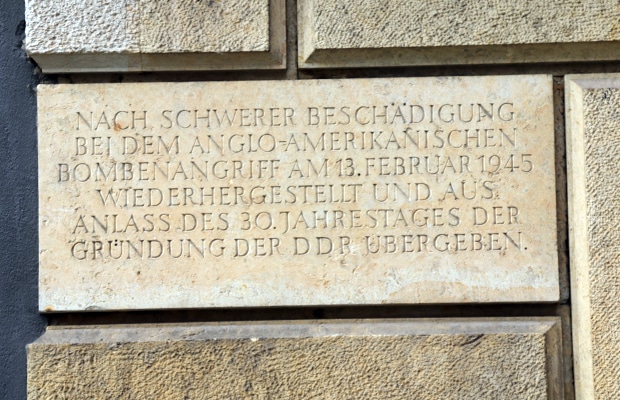 NACH SCHWERER BESCHÄDIGUNG
BEI DEM ANGLO-AMERIKANISCHEN
BOMBENANGRIFF AM 13. FEBRUAR 1945
WIEDERHERGESTELLT UND AUS
ANLASS DES 30. JAHRESTAGES DER
GRÜNDUNG DER DDR ÜBERGEBEN.